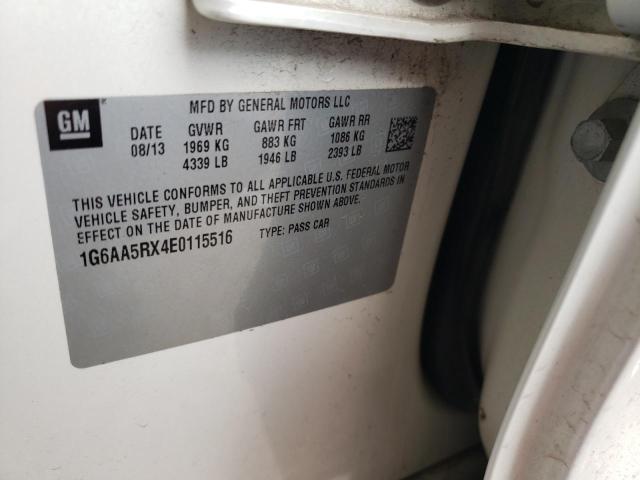 GM
MFD BY GENERAL MOTORS LLC
DATE GVWR GAWR FRT GAWR RR
08/13 1969 KG 883 KG 1086 KG
4339 LB 1946 LB 2393 LB
THIS VEHICLE CONFORMS TO ALL APPLICABLE U.S. FEDERAL MOTOR
VEHICLE SAFETY, BUMPER, AND THEFT PREVENTION STANDARDS IN
EFFECT ON THE DATE OF MANUFACTURE SHOWN ABOVE.
1G6AA5RX4E0115516 TYPE: PASS CAR